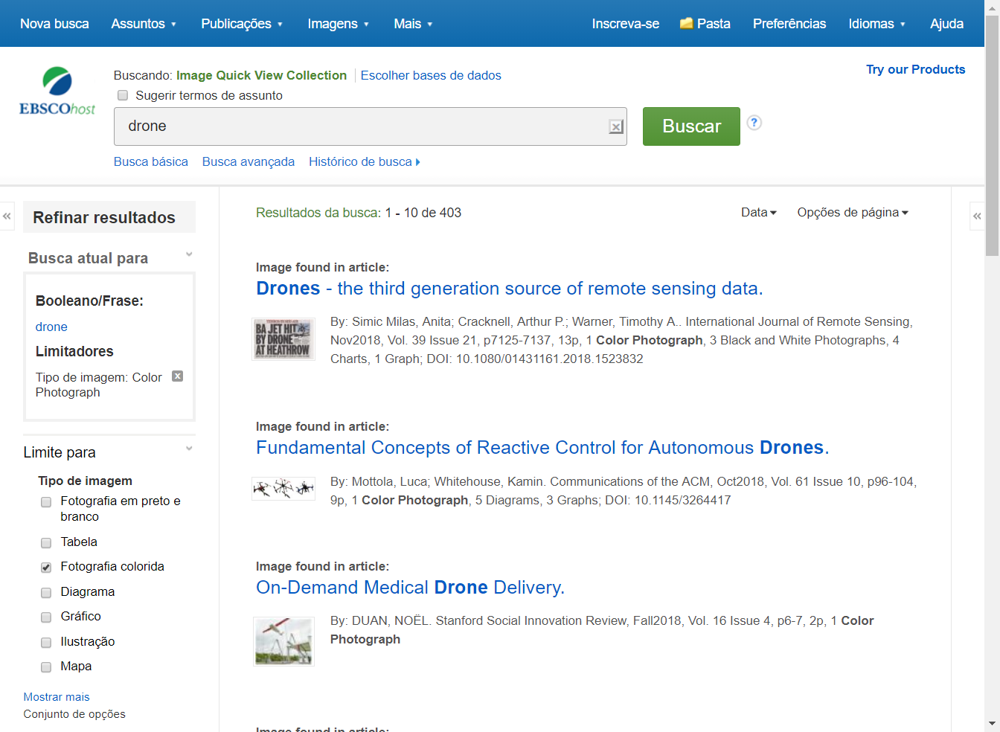 Nova busca Assuntos Publicações Imagens Mais Inscreva-se Pasta Preferências Idiomas Ajuda
EBSCOhost
Buscando: Image Quick View Collection Escolher bases de dados
Try our Products
Sugerir termos de assunto
drone
Buscar
?
Busca básica Busca avançada Histórico de busca
Refinar resultados
Busca atual para
Booleano/Frase:
drone
Limitadores
Tipo de imagem: Color
Photograph
Limite para
Tipo de imagem
Fotografia em preto e
branco
Tabela
Fotografia colorida
Diagrama
Gráfico
Ilustração
Mapa
Mostrar mais
Conjunto de opções
Resultados da busca: 1 - 10 de 403
Data Opções de página
Image found in article:
Drones - the third generation source of remote sensing data.
BA JET HIT
BY DRONE
AT HEATHROW
By: Simic Milas, Anita; Cracknell, Arthur P.; Warner, Timothy A.. International Journal of Remote Sensing,
Nov2018, Vol. 39 Issue 21, p7125-7137, 13p, 1 Color Photograph, 3 Black and White Photographs, 4
Charts, 1 Graph; DOI: 10.1080/01431161.2018.1523832
Image found in article:
Fundamental Concepts of Reactive Control for Autonomous Drones.
By: Mottola, Luca; Whitehouse, Kamin. Communications of the ACM, Oct2018, Vol. 61 Issue 10, p96-104,
9p, 1 Color Photograph, 5 Diagrams, 3 Graphs; DOI: 10.1145/3264417
Image found in article:
On-Demand Medical Drone Delivery.
By: DUAN, NOËL. Stanford Social Innovation Review, Fall2018, Vol. 16 Issue 4, p6-7, 2p, 1 Color
Photograph
Image found in article: